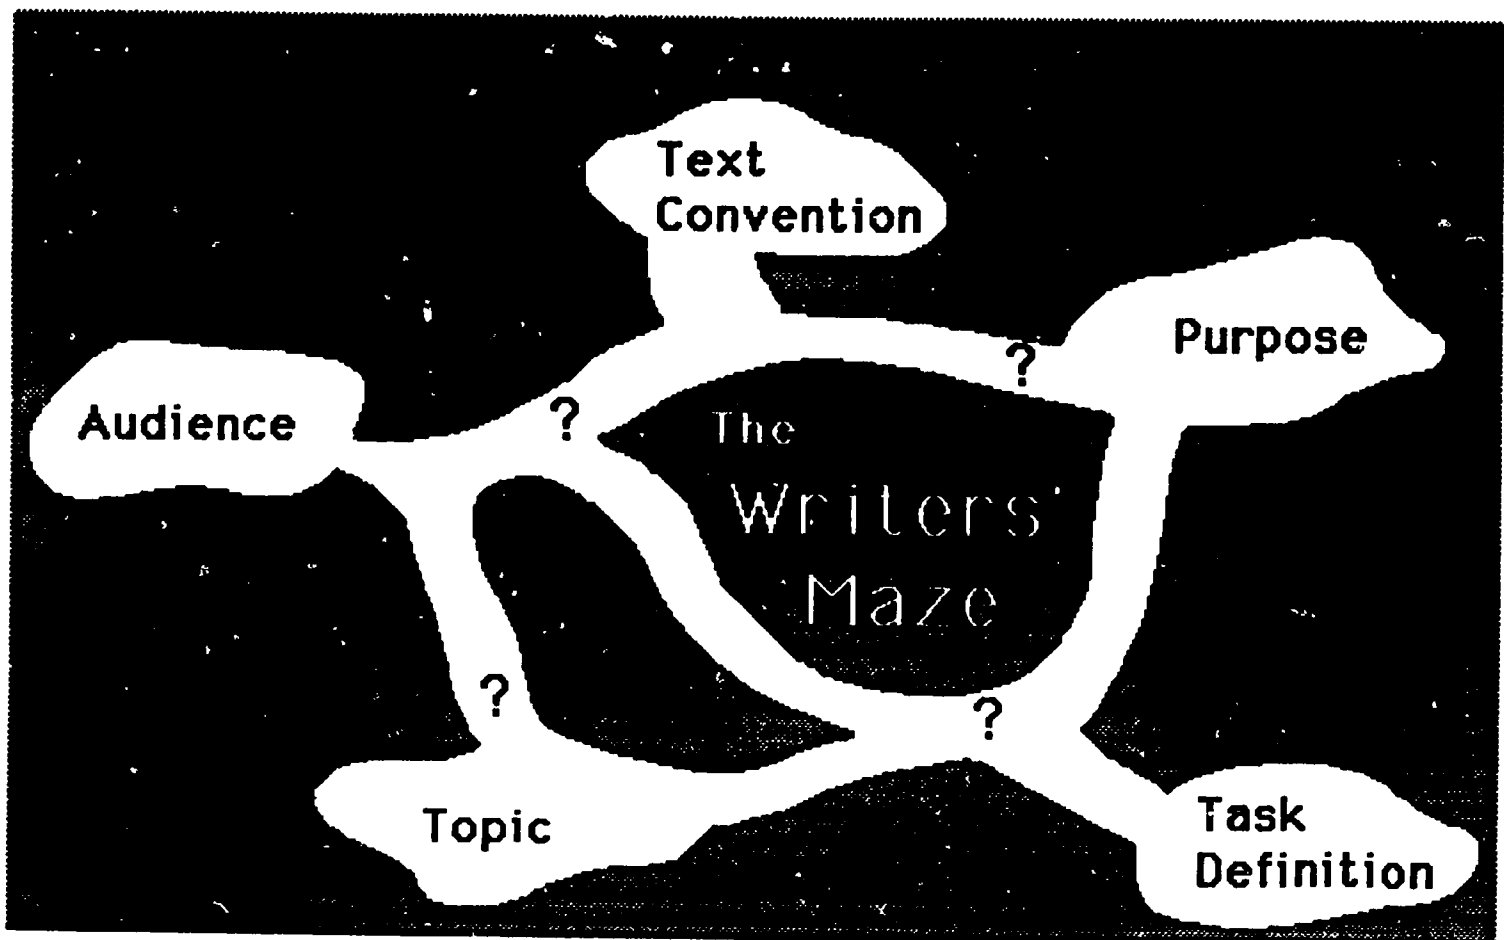 Text
Convention
Purpose
?
Audience
?
The
Writers'
Maze
?
?
Topic
Task
Definition